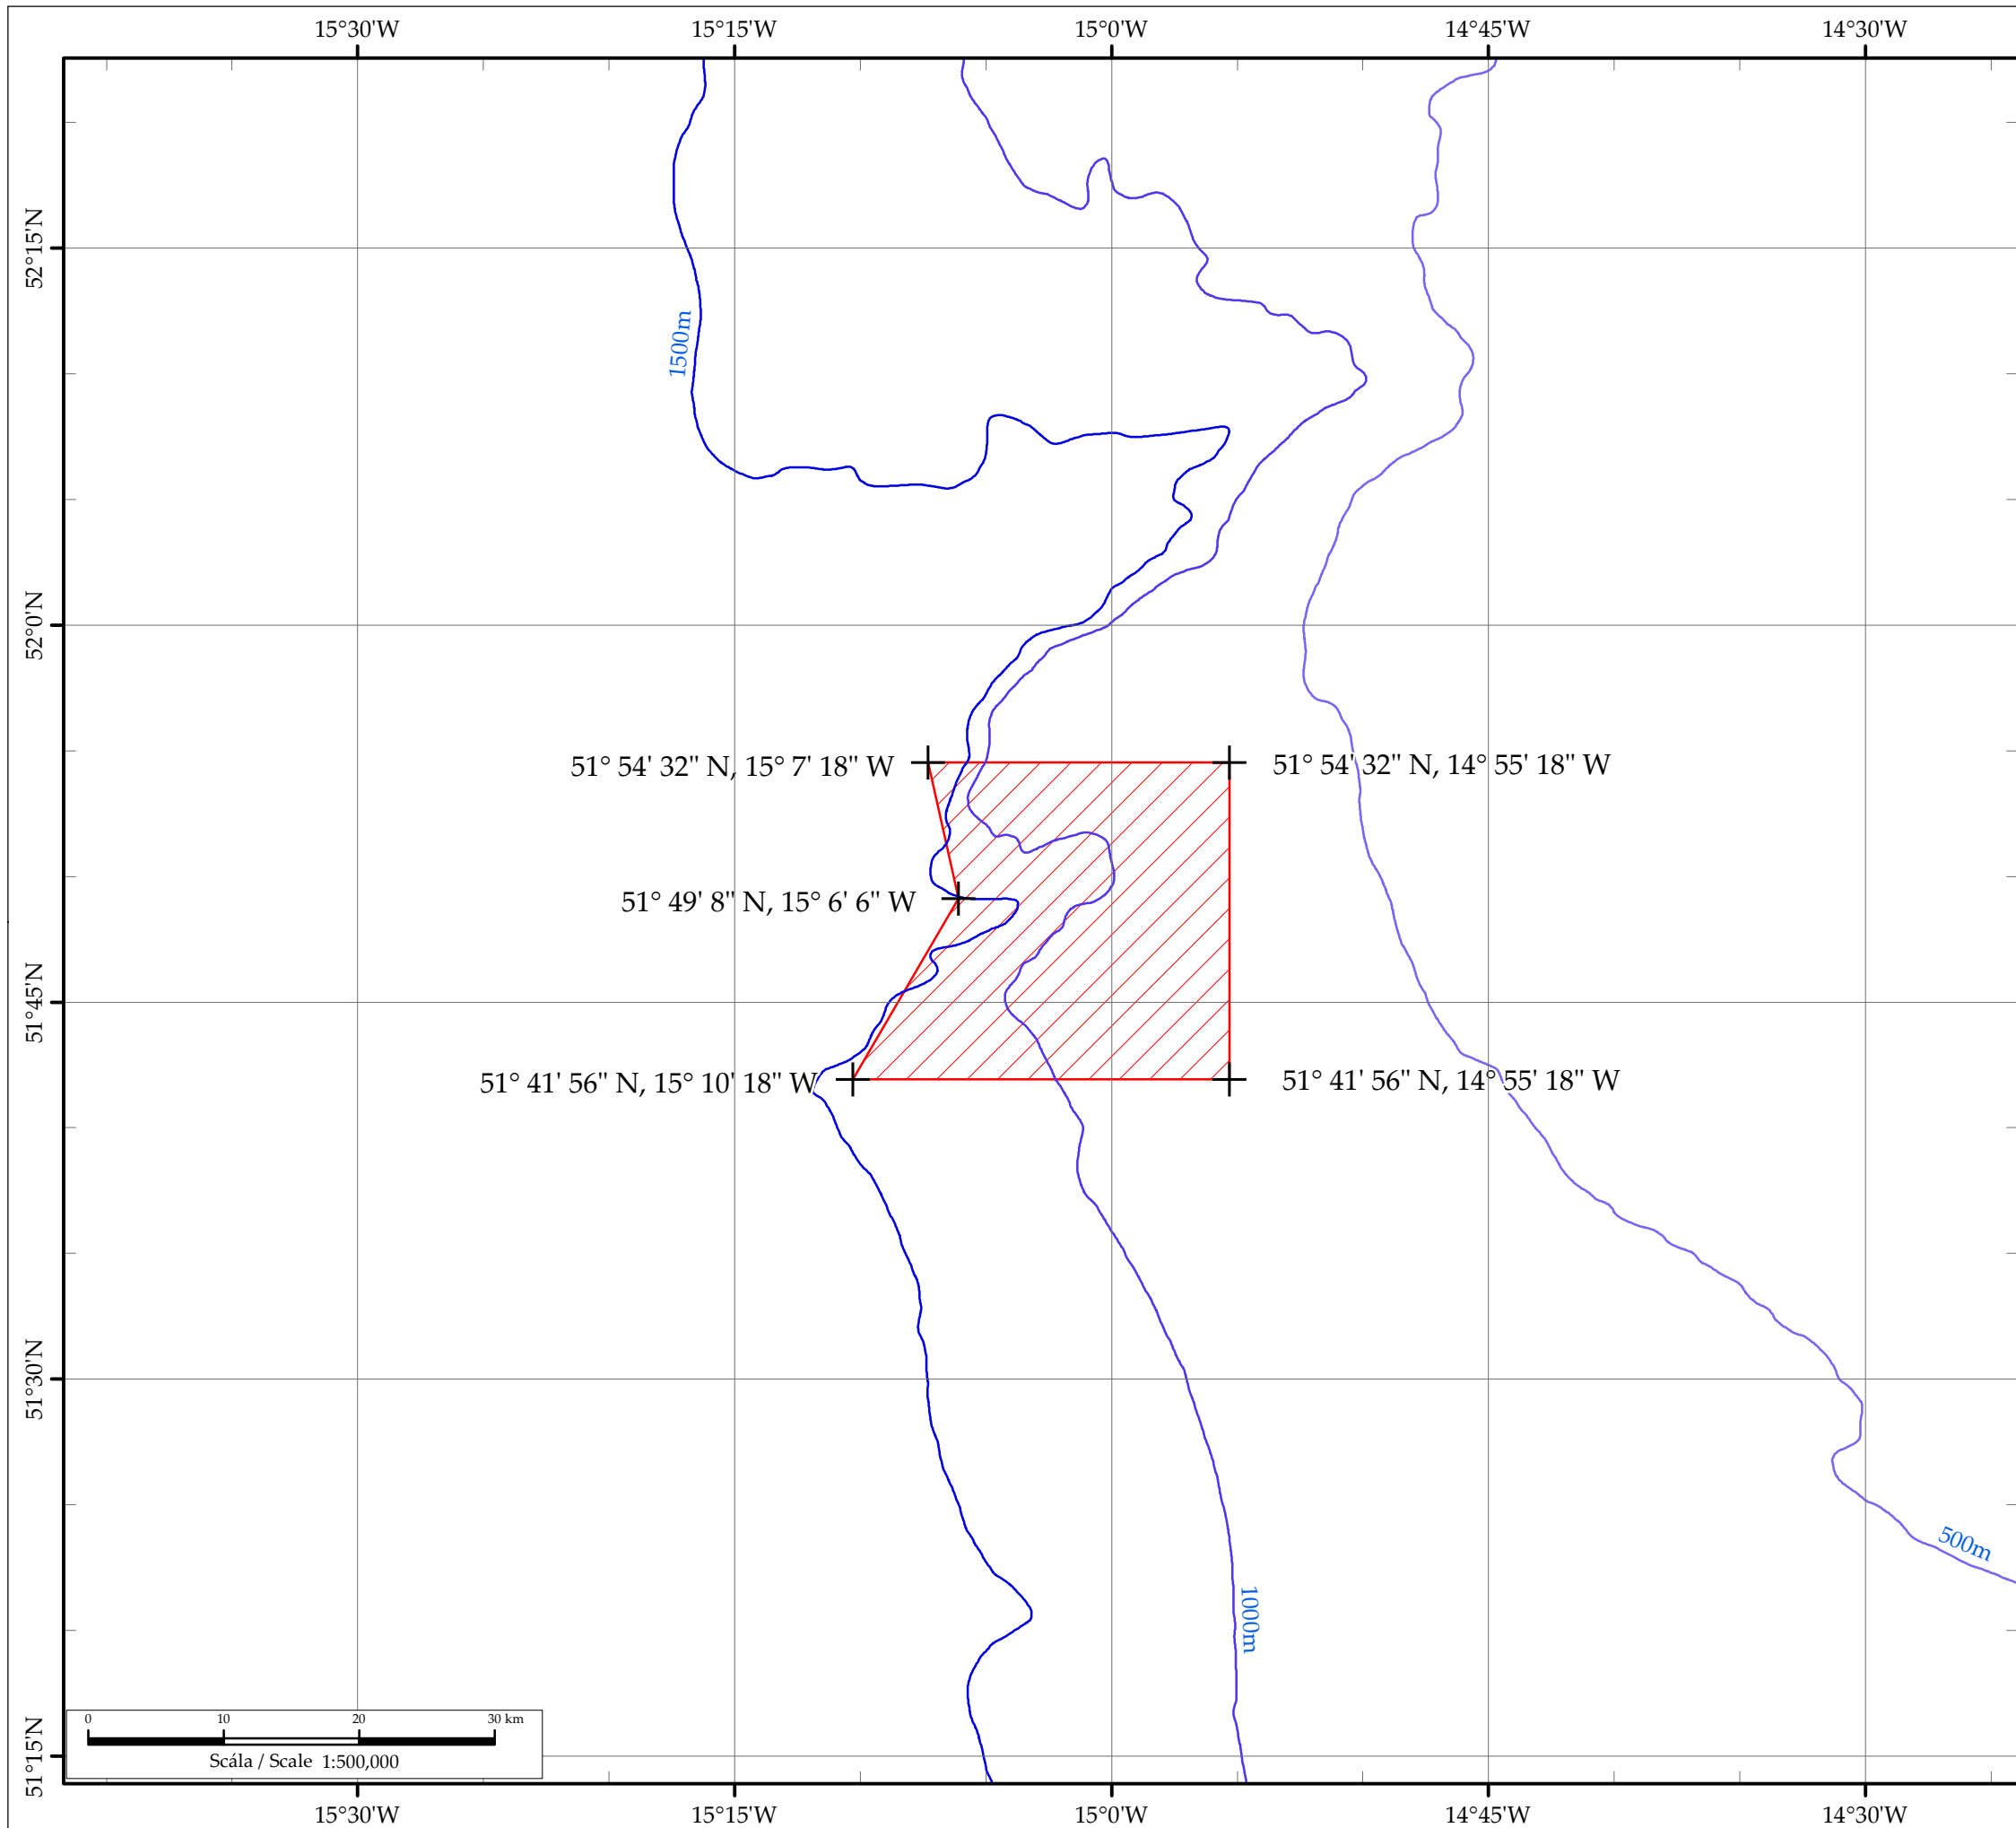 15°30'W 15°15'W 15°0'W 14°45'W 14°30'W
52°15'N
1500m
52°0'N
51° 54' 32" N, 15° 7' 18" W
51° 54' 32" N, 14° 55' 18" W
51° 49' 8" N, 15° 6' 6" W
51°45'N
51° 41' 56" N, 15° 10' 18" W
51° 41' 56" N, 14° 55' 18" W
51°30'N
500m
1000m
0 10 20 30 km
Scála / Scale 1:500,000
51°15'N
15°30'W 15°15'W 15°0'W 14°45'W 14°30'W